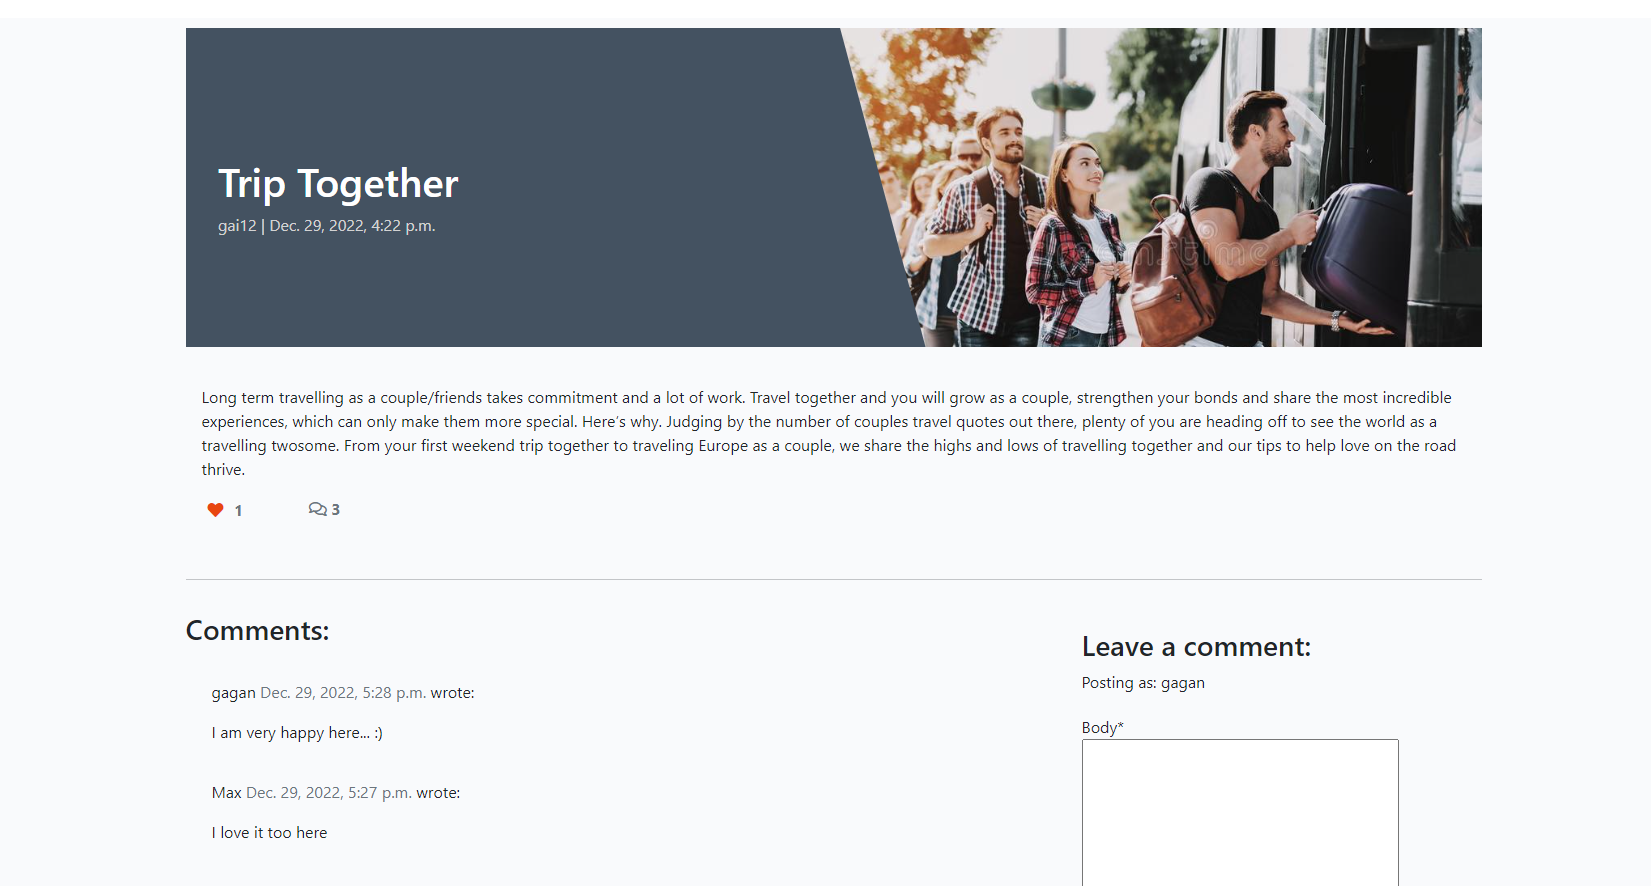 Trip Together
gai12 | Dec. 29, 2022, 4:22 p.m.
Long term travelling as a couple/friends takes commitment and a lot of work. Travel together and you will grow as a couple, strengthen your bonds and share the most incredible
experiences, which can only make them more special. Here’s why. Judging by the number of couples travel quotes out there, plenty of you are heading off to see the world as a
travelling twosome. From your first weekend trip together to traveling Europe as a couple, we share the highs and lows of travelling together and our tips to help love on the road
thrive.
1 3
Comments:
gagan Dec. 29, 2022, 5:28 p.m. wrote:
I am very happy here... :)
Max Dec. 29, 2022, 5:27 p.m. wrote:
I love it too here
Leave a comment:
Posting as: gagan
Body*